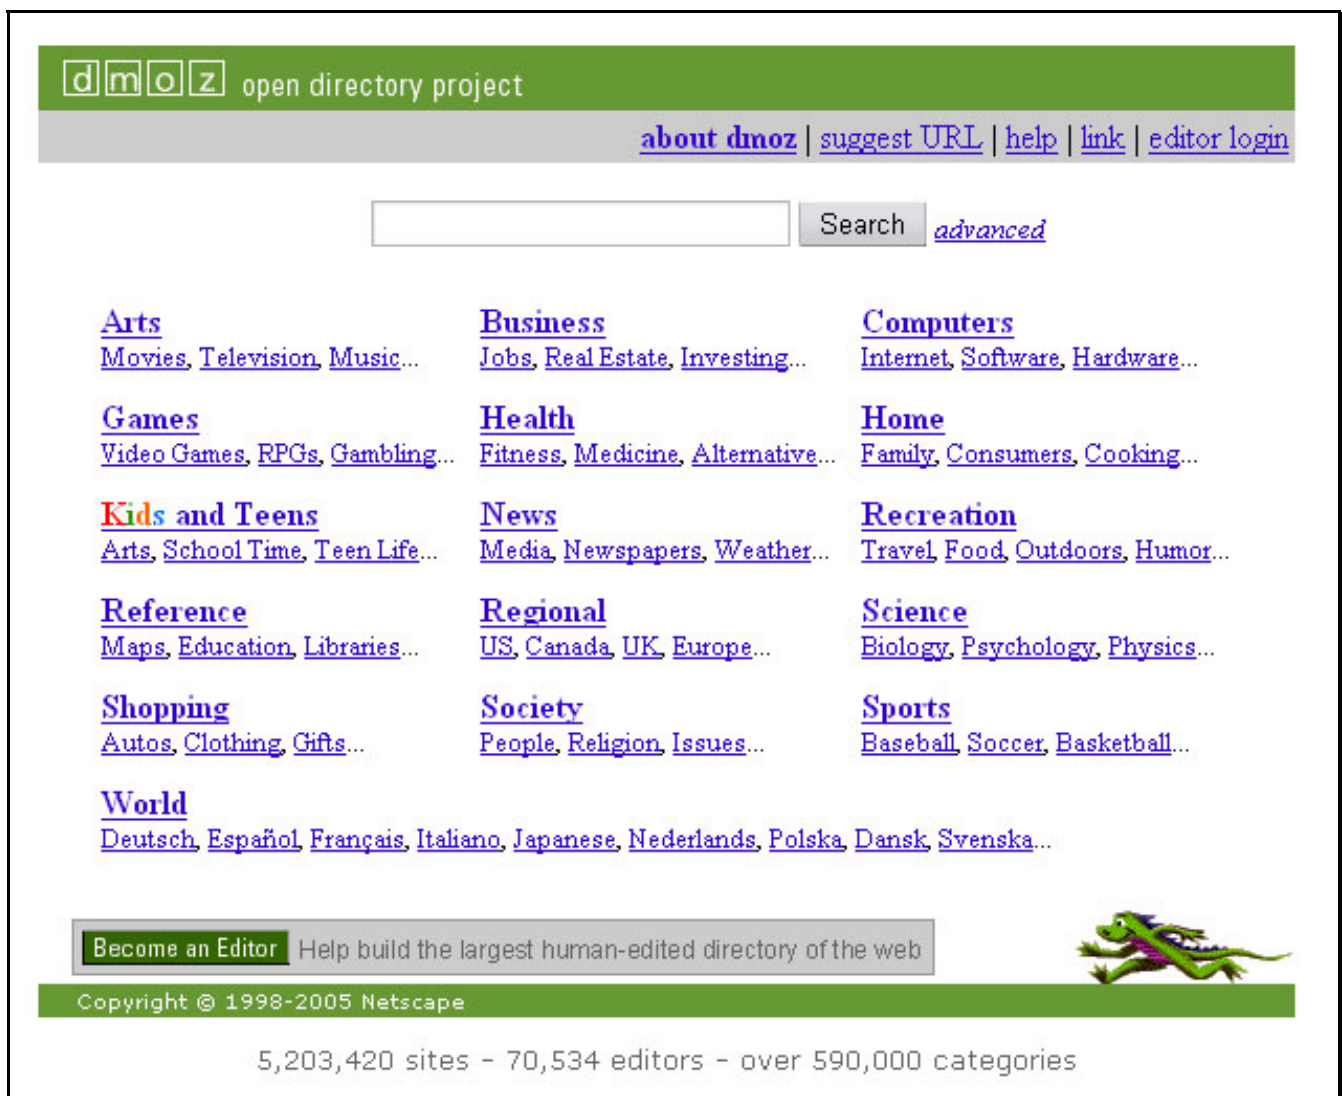 dmoz open directory project
about dmoz | suggest URL | help | link | editor login
Search advanced
Arts Business Computers
Movies, Television, Music... Jobs, Real Estate, Investing... Internet, Software, Hardware...
Games Health Home
Video Games, RPGs, Gambling... Fitness, Medicine, Alternative... Family, Consumers, Cooking...
Kids and Teens News Recreation
Arts, School Time, Teen Life... Media, Newspapers, Weather... Travel, Food, Outdoors, Humor...
Reference Regional Science
Maps, Education, Libraries... US, Canada, UK, Europe... Biology, Psychology, Physics...
Shopping Society Sports
Autos, Clothing, Gifts... People, Religion, Issues... Baseball, Soccer, Basketball...
World
Deutsch, Español, Français, Italiano, Japanese, Nederlands, Polska, Dansk, Svenska...
Become an Editor Help build the largest human-edited directory of the web
Copyright © 1998-2005 Netscape
5,203,420 sites - 70,534 editors - over 590,000 categories